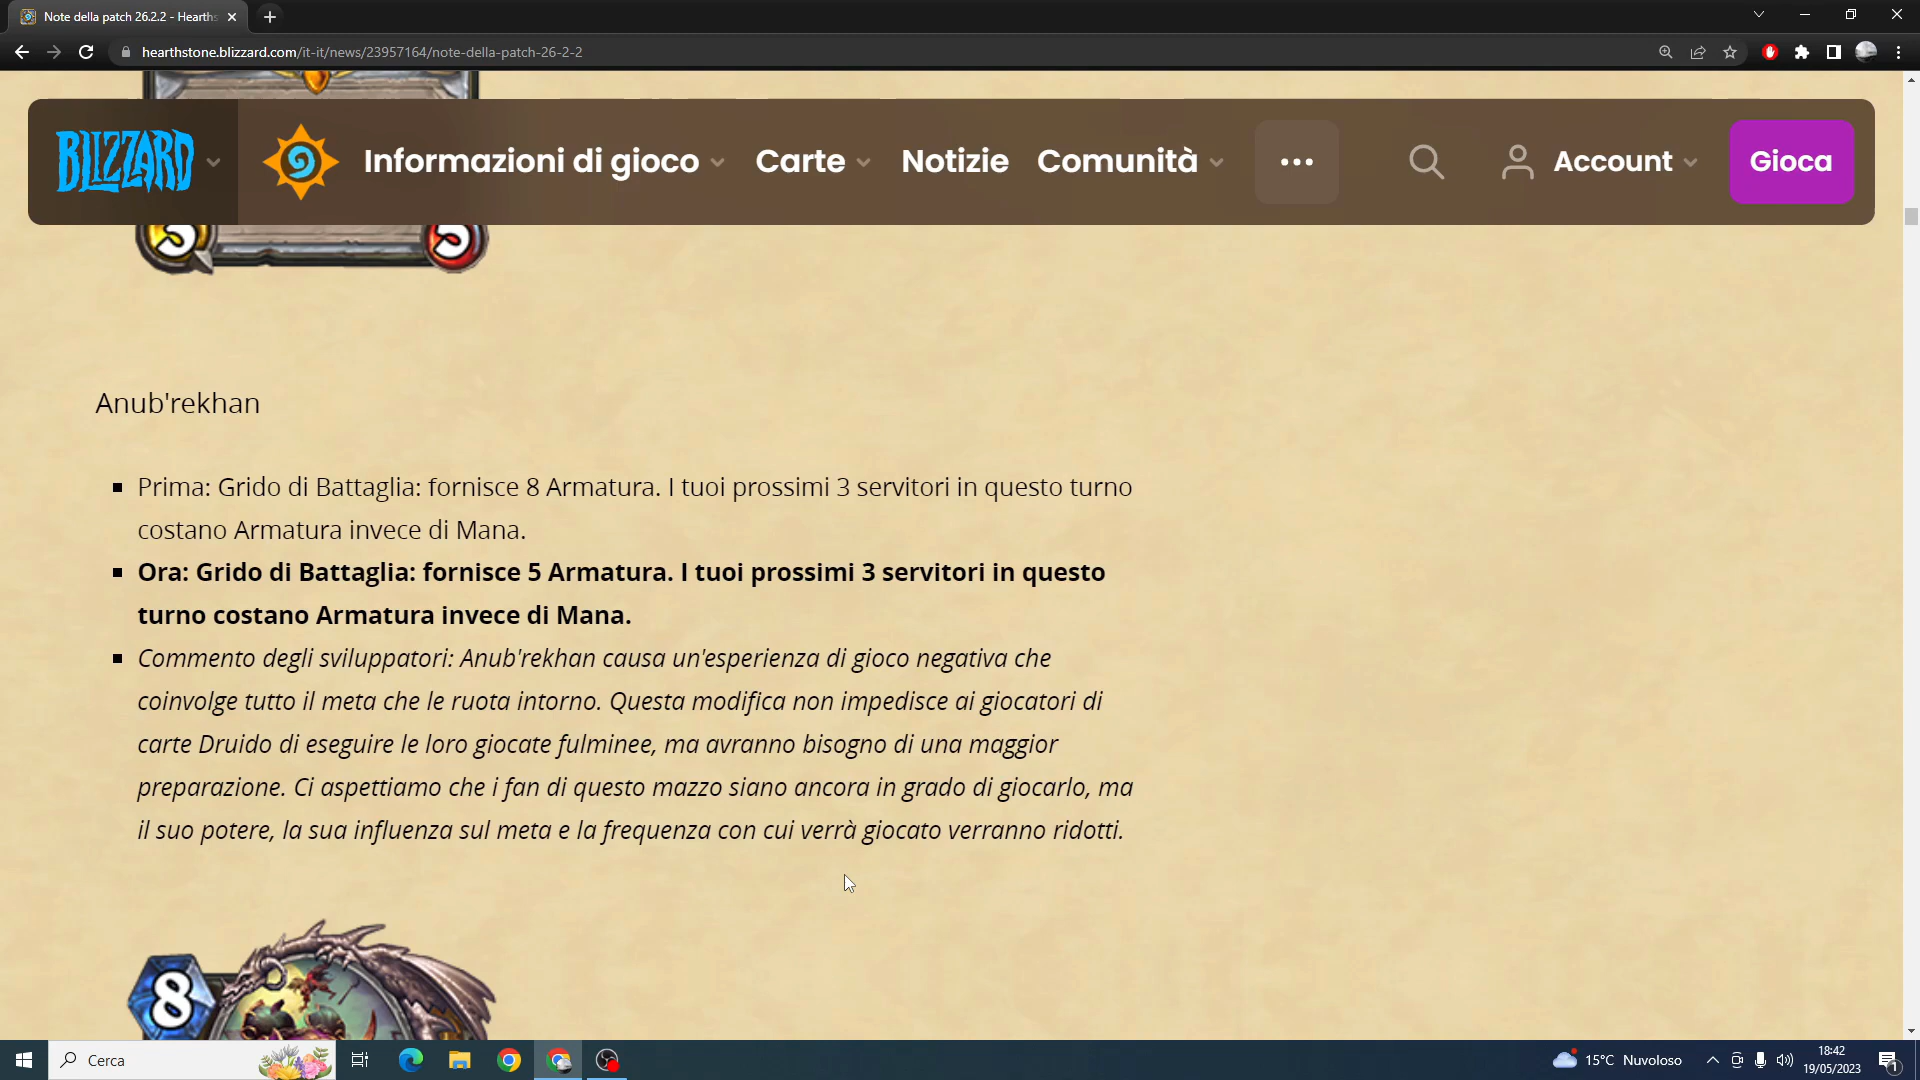 Note della patch 26.2.2 - Hearths
hearthstone.blizzard.com/it-it/news/23957164/note-della-patch-26-2-2
BLIZZARD
Informazioni di gioco
Carte
Notizie
Comunità
Account
Gioca
3
5
Anub'rekhan
Prima: Grido di Battaglia: fornisce 8 Armatura. I tuoi prossimi 3 servitori in questo turno
costano Armatura invece di Mana.
Ora: Grido di Battaglia: fornisce 5 Armatura. I tuoi prossimi 3 servitori in questo
turno costano Armatura invece di Mana.
Commento degli sviluppatori: Anub'rekhan causa un'esperienza di gioco negativa che
coinvolge tutto il meta che le ruota intorno. Questa modifica non impedisce ai giocatori di
carte Druido di eseguire le loro giocate fulminee, ma avranno bisogno di una maggior
preparazione. Ci aspettiamo che i fan di questo mazzo siano ancora in grado di giocarlo, ma
il suo potere, la sua influenza sul meta e la frequenza con cui verrà giocato verranno ridotti.
8
Cerca
15°C Nuvoloso
18:42
19/05/2023
1